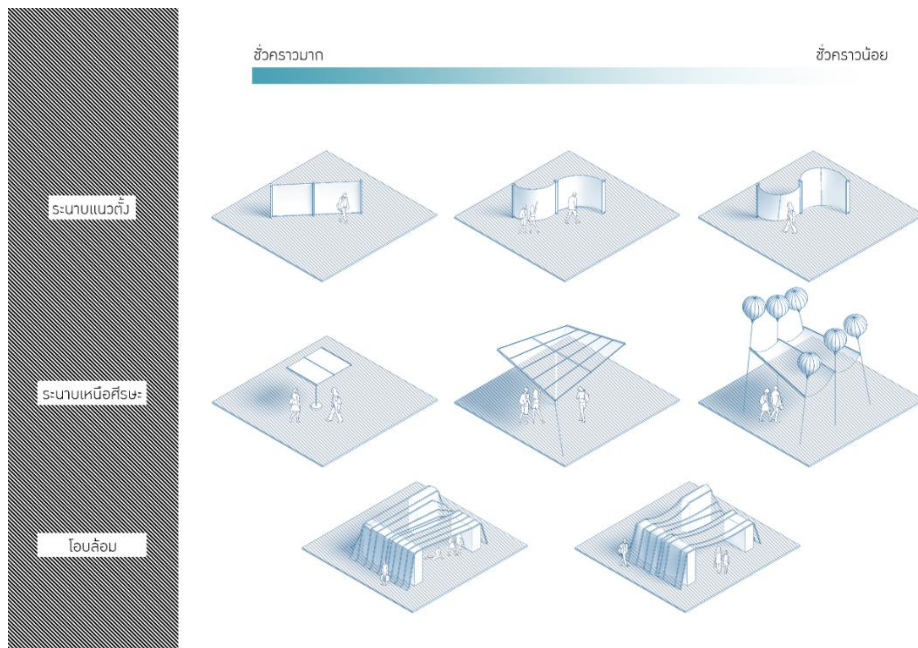 ชั่วคราวมาก
ชั่วคราวน้อย
ระนาบแนวตั้ง
ระนาบเหนือศีรษะ
โอบล้อม